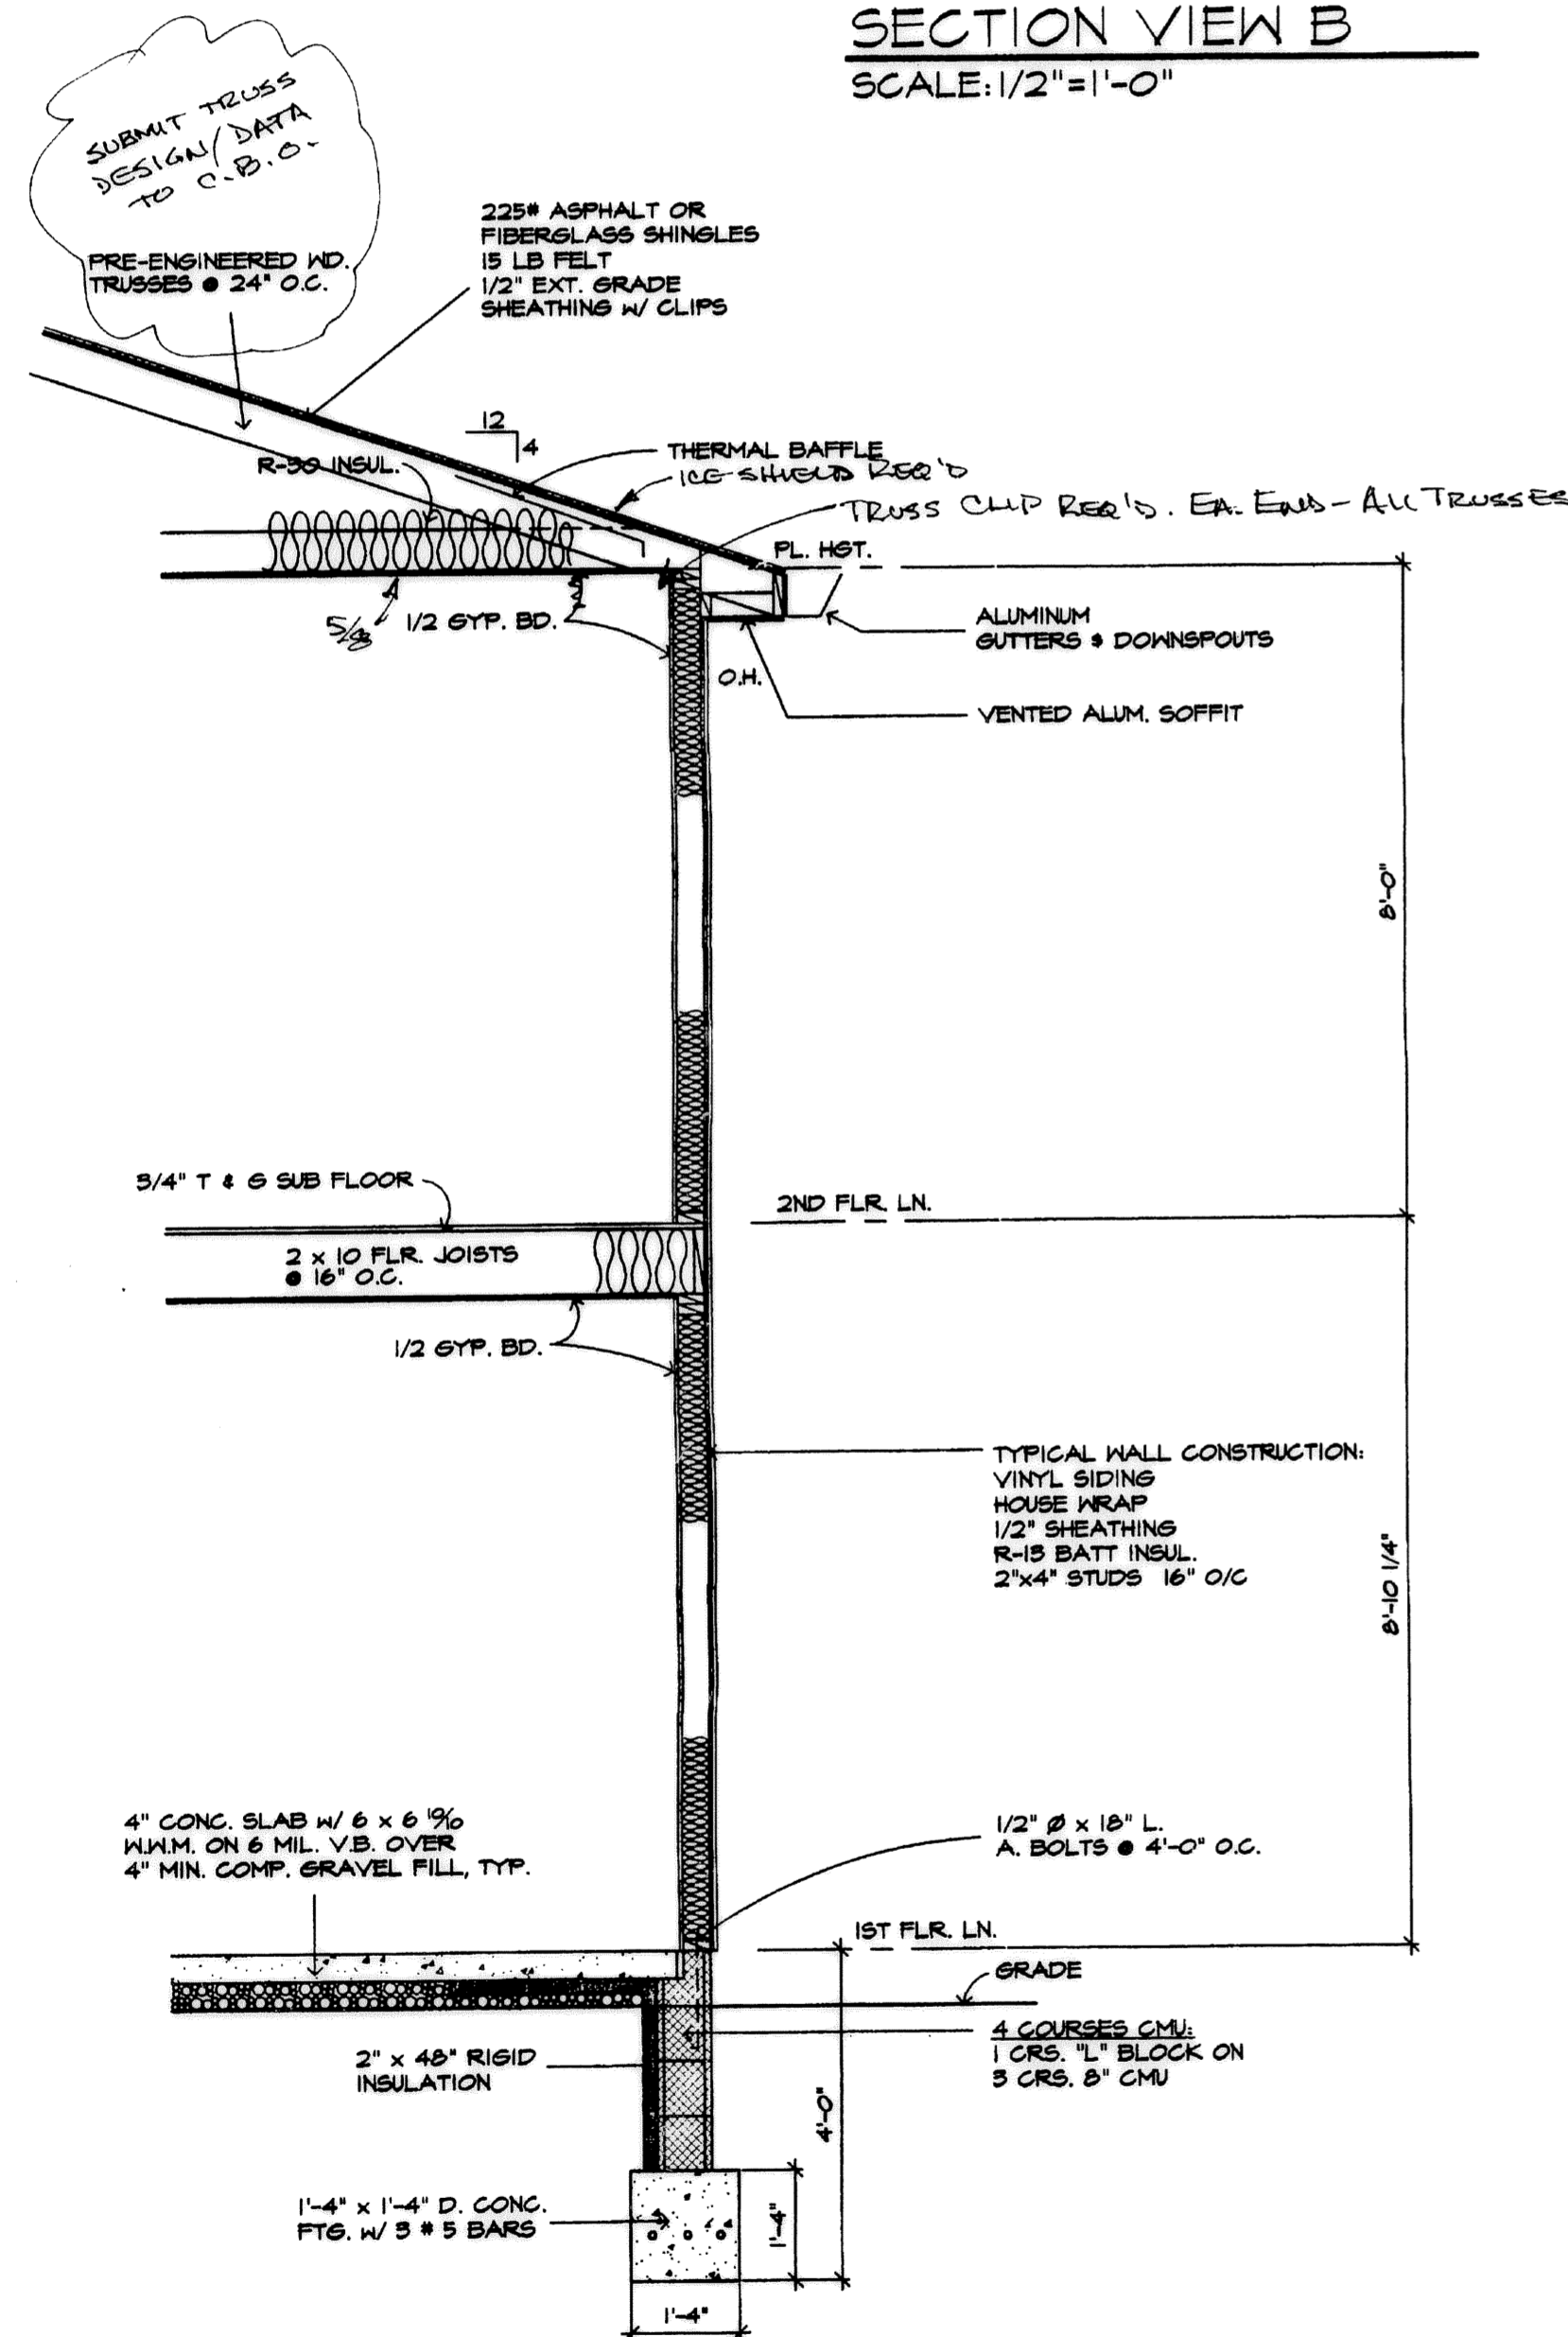 SECTION VIEW B
SCALE:1/2"=1'-0"
SUBMIT TRUSS
DESIGN/DATA
TO C.B.O.
PRE-ENGINEERED WD.
TRUSSES @ 24" O.C.
225# ASPHALT OR
FIBERGLASS SHINGLES
15 LB FELT
1/2" EXT. GRADE
SHEATHING W/ CLIPS
12
4
R-30 INSUL.
THERMAL BAFFLE
ICE SHIELD REQ'D
TRUSS CLIP REQ'D. EA. END - ALL TRUSSES
PL. HGT.
5/8
1/2 GYP. BD.
ALUMINUM
GUTTERS & DOWNSPOUTS
O.H.
VENTED ALUM. SOFFIT
8'-0"
3/4" T & G SUB FLOOR
2ND FLR. LN.
2 x 10 FLR. JOISTS
@ 16" O.C.
1/2 GYP. BD.
TYPICAL WALL CONSTRUCTION:
VINYL SIDING
HOUSE WRAP
1/2" SHEATHING
R-13 BATT INSUL.
2"x4" STUDS 16" O/C
8'-10 1/4"
4" CONC. SLAB W/ 6 x 6 10/10
W.W.M. ON 6 MIL. V.B. OVER
4" MIN. COMP. GRAVEL FILL, TYP.
1/2" Ø x 18" L.
A. BOLTS @ 4'-0" O.C.
1ST FLR. LN.
GRADE
4 COURSES CMU:
1 CRS. "L" BLOCK ON
3 CRS. 8" CMU
2" x 48" RIGID
INSULATION
4'-0"
1'-4" x 1'-4" D. CONC.
FTG. W/ 3 # 5 BARS
1'-4"
1'-4"